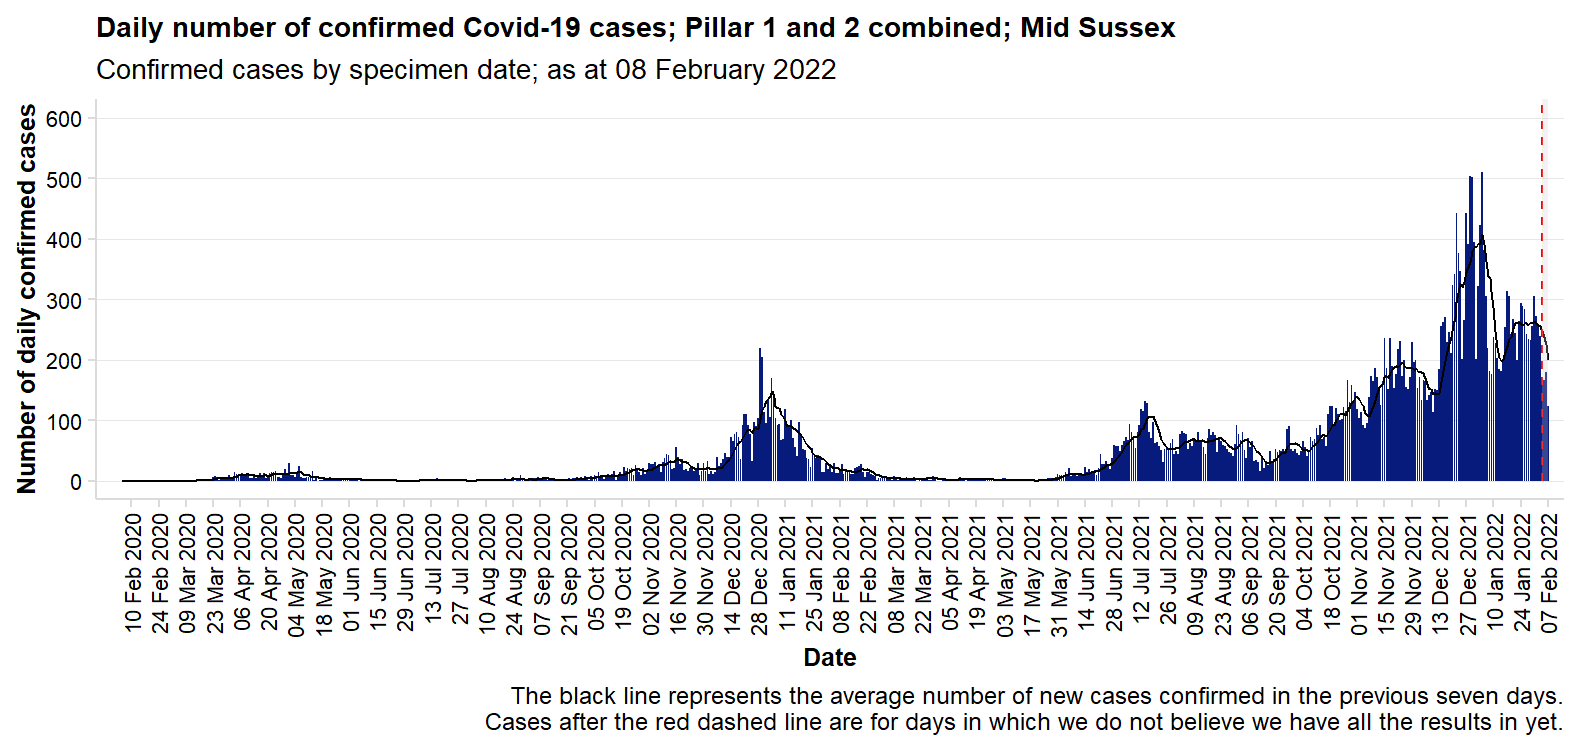 Daily number of confirmed Covid-19 cases; Pillar 1 and 2 combined; Mid Sussex
Confirmed cases by specimen date; as at 08 February 2022
Number of daily confirmed cases
600
500
400
300
200
100
0
10 Feb 2020
24 Feb 2020
09 Mar 2020
23 Mar 2020
06 Apr 2020
20 Apr 2020
04 May 2020
18 May 2020
01 Jun 2020
15 Jun 2020
29 Jun 2020
13 Jul 2020
27 Jul 2020
10 Aug 2020
24 Aug 2020
07 Sep 2020
21 Sep 2020
05 Oct 2020
19 Oct 2020
02 Nov 2020
16 Nov 2020
30 Nov 2020
14 Dec 2020
28 Dec 2020
11 Jan 2021
25 Jan 2021
08 Feb 2021
22 Feb 2021
08 Mar 2021
22 Mar 2021
05 Apr 2021
19 Apr 2021
03 May 2021
17 May 2021
31 May 2021
14 Jun 2021
28 Jun 2021
12 Jul 2021
26 Jul 2021
09 Aug 2021
23 Aug 2021
06 Sep 2021
20 Sep 2021
04 Oct 2021
18 Oct 2021
01 Nov 2021
15 Nov 2021
29 Nov 2021
13 Dec 2021
27 Dec 2021
10 Jan 2022
24 Jan 2022
07 Feb 2022
Date
The black line represents the average number of new cases confirmed in the previous seven days.
Cases after the red dashed line are for days in which we do not believe we have all the results in yet.